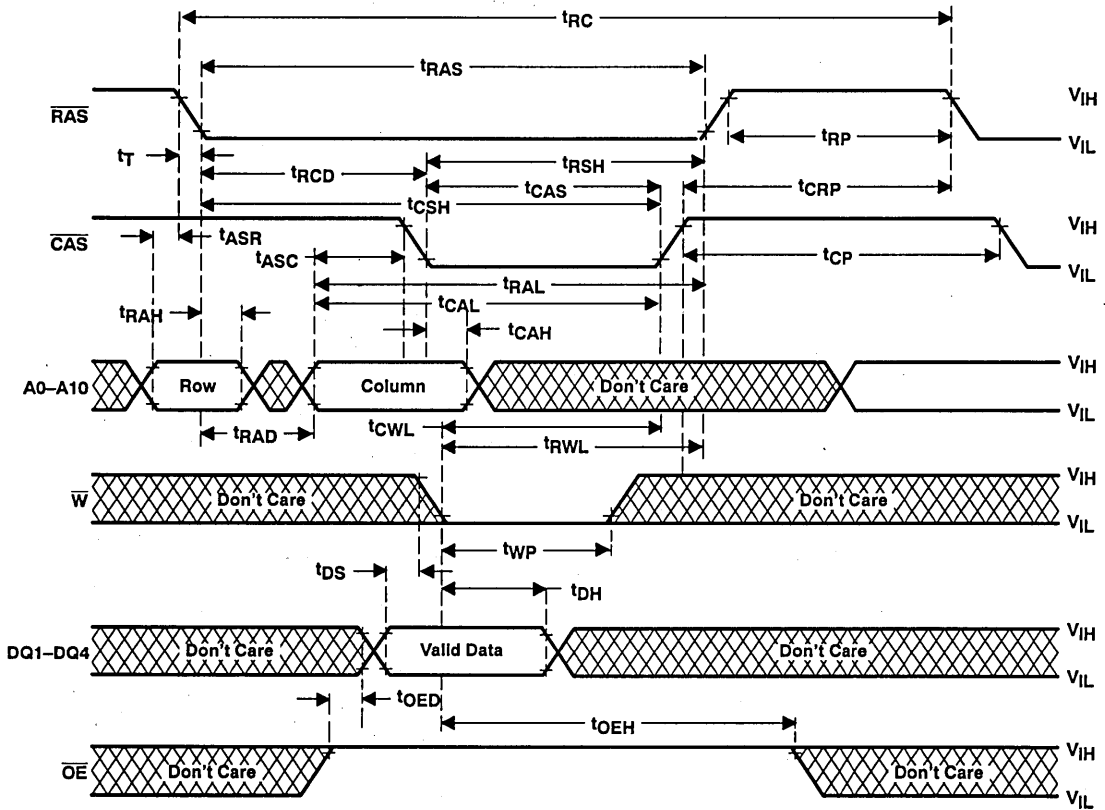 tRC
tRAS
RAS
VIH
VIL
tRP
tT
tRCD
tRSH
tCAS
tCRP
tCSH
CAS
VIH
VIL
tASR
tASC
tCP
tRAL
tCAL
tRAH
tCAH
A0–A10
Row
Column
Don't Care
VIH
VIL
tRAD
tCWL
tRWL
W
Don't Care
Don't Care
VIH
VIL
tWP
tDS
tDH
DQ1–DQ4
Don't Care
Valid Data
Don't Care
VIH
VIL
tOED
tOEH
OE
Don't Care
Don't Care
VIH
VIL